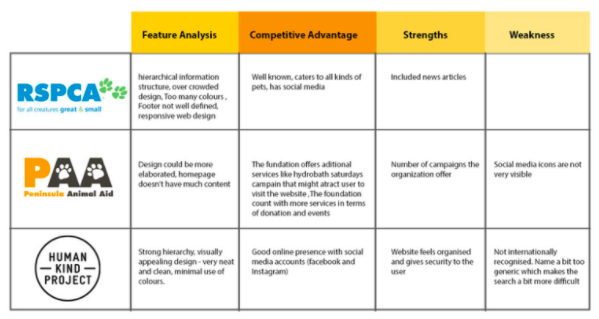 Feature Analysis
Competitive Advantage
Strengths
Weakness
RSPCA
for all creatures great & small
hierarchical information
structure, over crowded
design, Too many colours ,
Footer not well defined,
responsive web design
Well known, caters to all kinds of
pets, has social media
Included news articles
PAA
Peninsula Animal Aid
Design could be more
elaborated, homepage
doesn't have much content
The fundation offers aditional
services like hydrobath saturdays
campain that might atract user to
visit the website ,The foundation
count with more services in terms
of donation and events
Number of campaigns the
organization offer
Social media icons are not
very visible
HUMAN
KIND
PROJECT
Strong hierarchy, visually
appealing design - very neat
and clean, minimal use of
colours.
Good online presence with social
media accounts (facebook and
Instagram)
Website feels organised
and gives security to the
user
Not internationally
recognised. Name a bit too
generic which makes the
search a bit more difficult